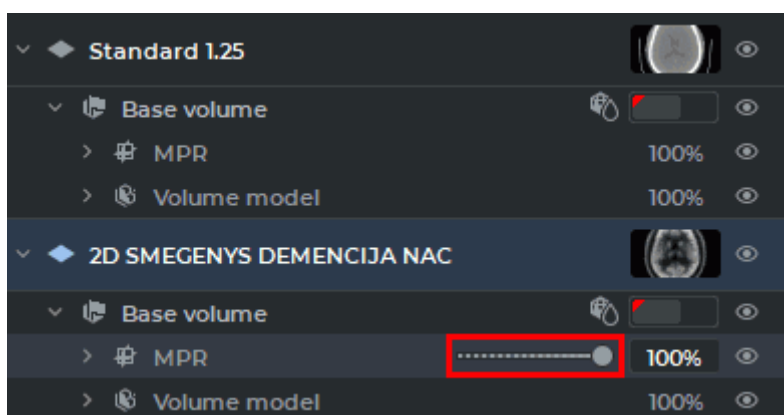 Standard 1.25
Base volume
MPR 100%
Volume model 100%
2D SMEGENYS DEMENCIJA NAC
Base volume
MPR 100%
Volume model 100%